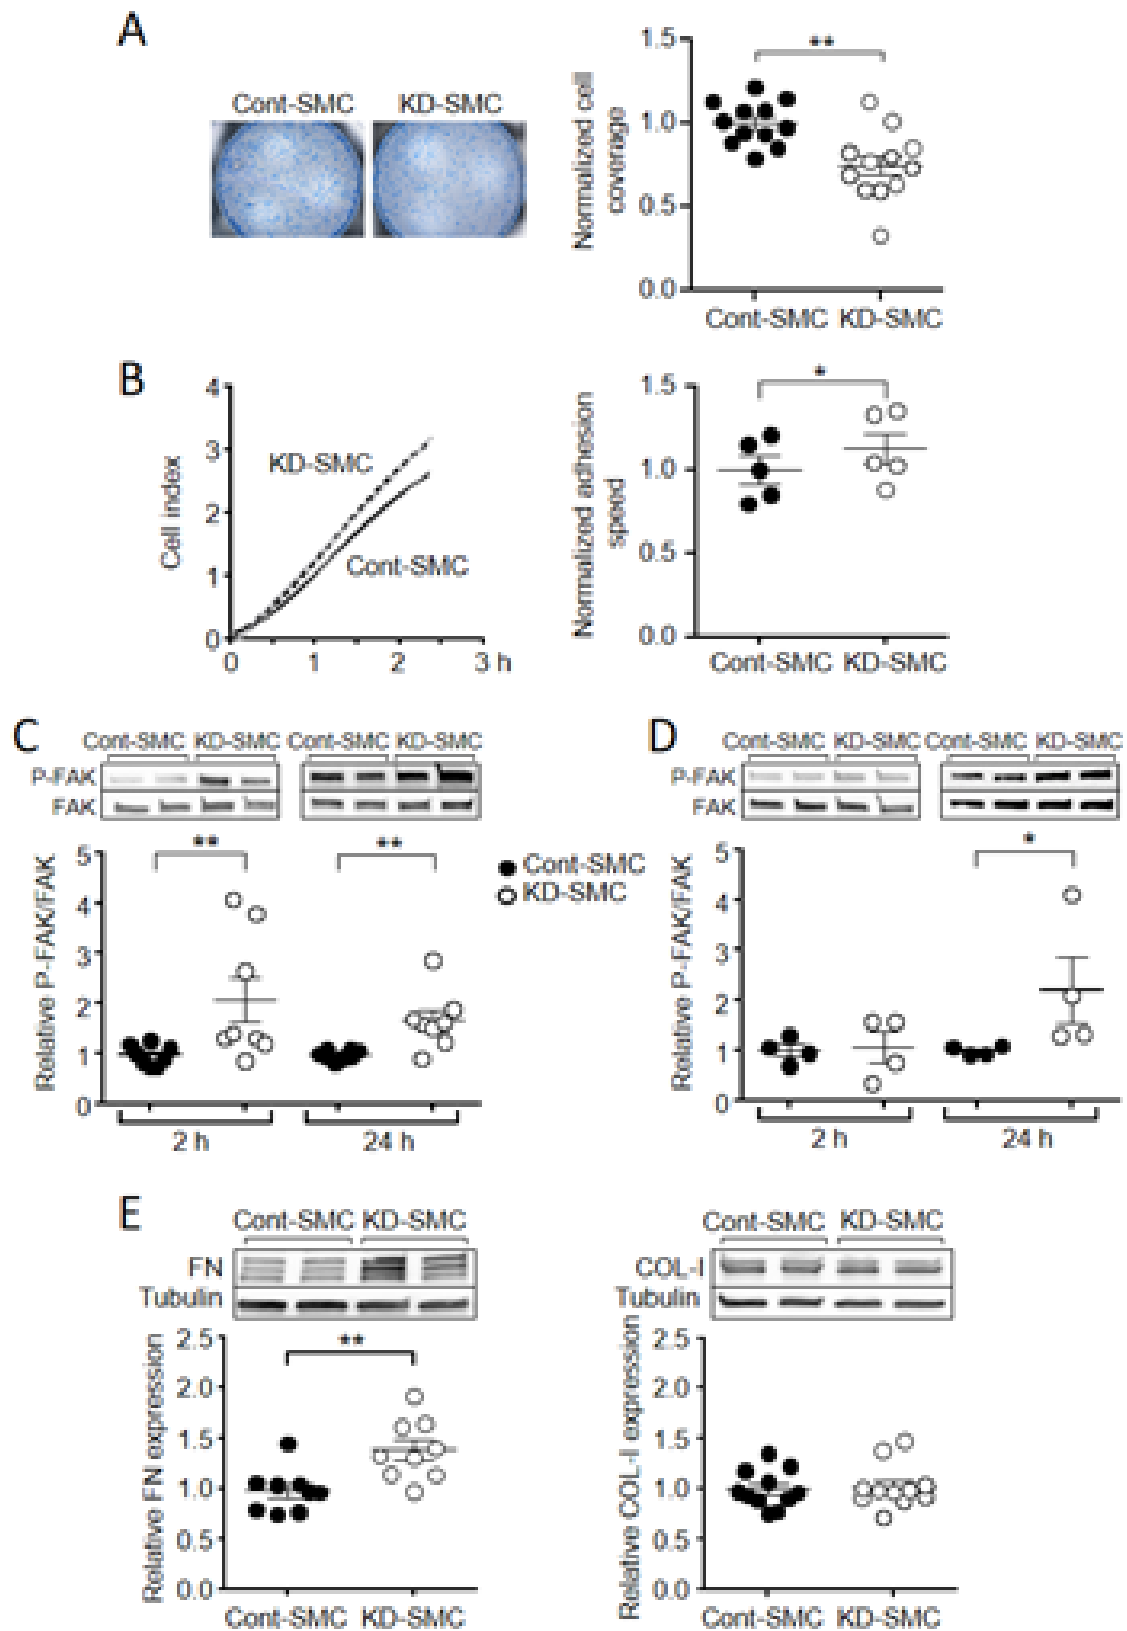 A
Cont-SMC KD-SMC
Normalized cell
coverage
1.5
1.0
0.5
0.0
**
Cont-SMC KD-SMC
B
Cell index
4
3
2
1
0
KD-SMC
Cont-SMC
0 1 2 3 h
Normalized adhesion
speed
1.5
1.0
0.5
0.0
*
Cont-SMC KD-SMC
C
Cont-SMC KD-SMC Cont-SMC KD-SMC
P-FAK
FAK
Relative P-FAK/FAK
5
4
3
2
1
0
** **
2 h 24 h
Cont-SMC
KD-SMC
D
Cont-SMC KD-SMC Cont-SMC KD-SMC
P-FAK
FAK
Relative P-FAK/FAK
5
4
3
2
1
0
*
2 h 24 h
E
Cont-SMC KD-SMC
FN
Tubulin
Relative FN expression
2.5
2.0
1.5
1.0
0.5
0.0
**
Cont-SMC KD-SMC
Cont-SMC KD-SMC
COL-I
Tubulin
Relative COL-I expression
2.5
2.0
1.5
1.0
0.5
0.0
Cont-SMC KD-SMC